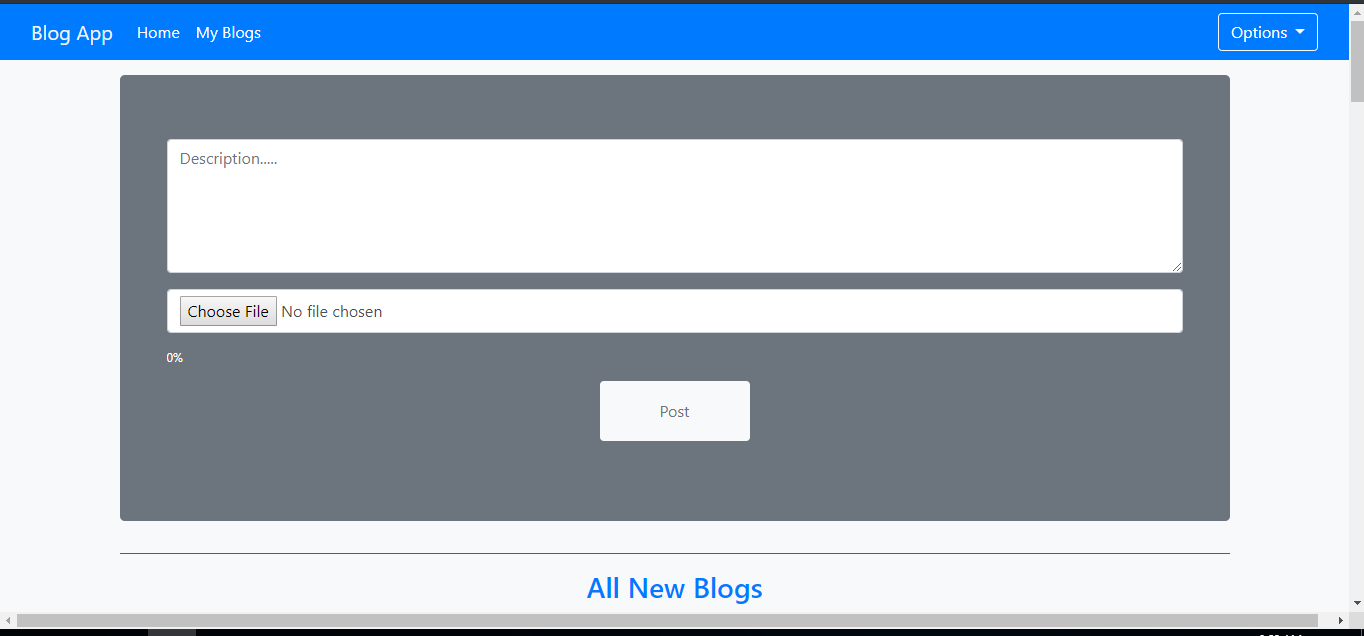 Blog App Home My Blogs Options
Description.....
Choose File No file chosen
0%
Post
All New Blogs